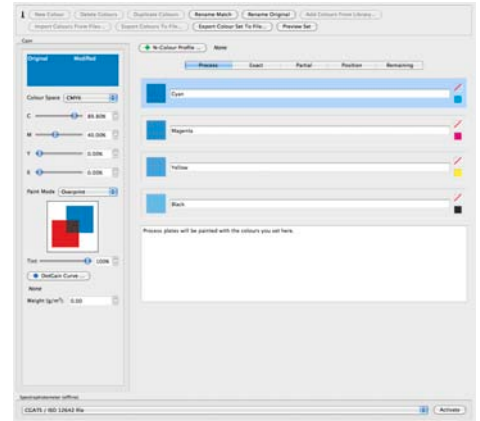 New Colour Delete Colours Duplicate Colours Rename Match Rename Original Add Colours From Library...
Import Colours From Files... Export Colours To File... Export Colour Set To File... Preview Set
Cyan
N-Colour Profile ... None
Original Modified
Process Exact Partial Position Remaining
Cyan
Colour Space CMYK
C
M 40.00%
Magenta
Y 0.00%
K 0.00%
Yellow
Paint Mode Overprint
Black
Process plates will be painted with the colours you set here.
Tint 100%
DotGain Curve ...
None
Weight (g/m²): 0.00
Spectrophotometer (offline)
CGATS / ISO 12642 file Activate